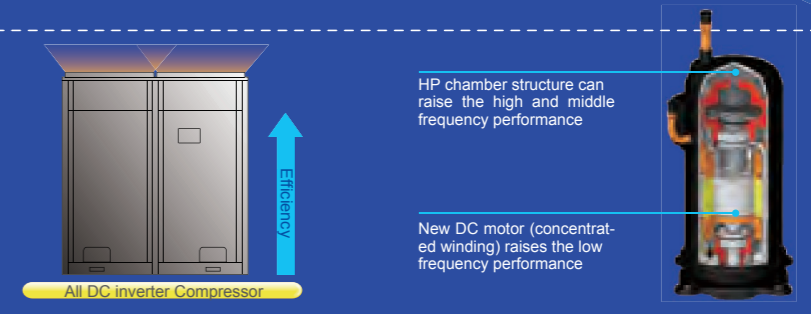 HP chamber structure can
raise the high and middle
frequency performance
Efficiency
New DC motor (concentrat-
ed winding) raises the low
frequency performance
All DC inverter Compressor